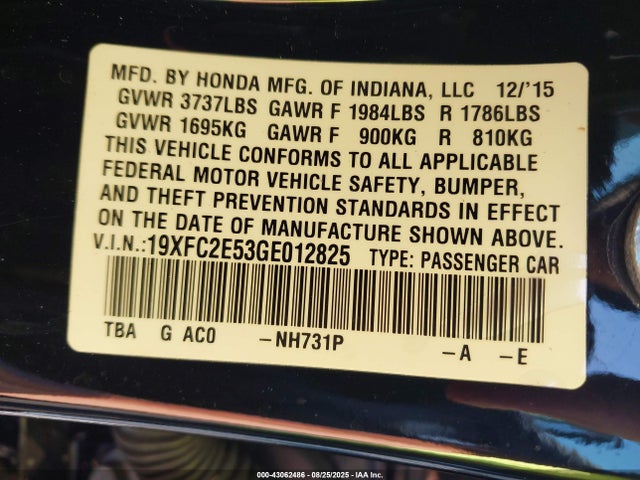 MFD. BY HONDA MFG. OF INDIANA, LLC 12/'15
GVWR 3737LBS GAWR F 1984LBS R 1786LBS
GVWR 1695KG GAWR F 900KG R 810KG
THIS VEHICLE CONFORMS TO ALL APPLICABLE
FEDERAL MOTOR VEHICLE SAFETY, BUMPER,
AND THEFT PREVENTION STANDARDS IN EFFECT
ON THE DATE OF MANUFACTURE SHOWN ABOVE.
V.I.N.:19XFC2E53GE012825 TYPE: PASSENGER CAR
TBA G AC0 -NH731P -A -E
000-43062486 - 08/25/2025 - IAA Inc.